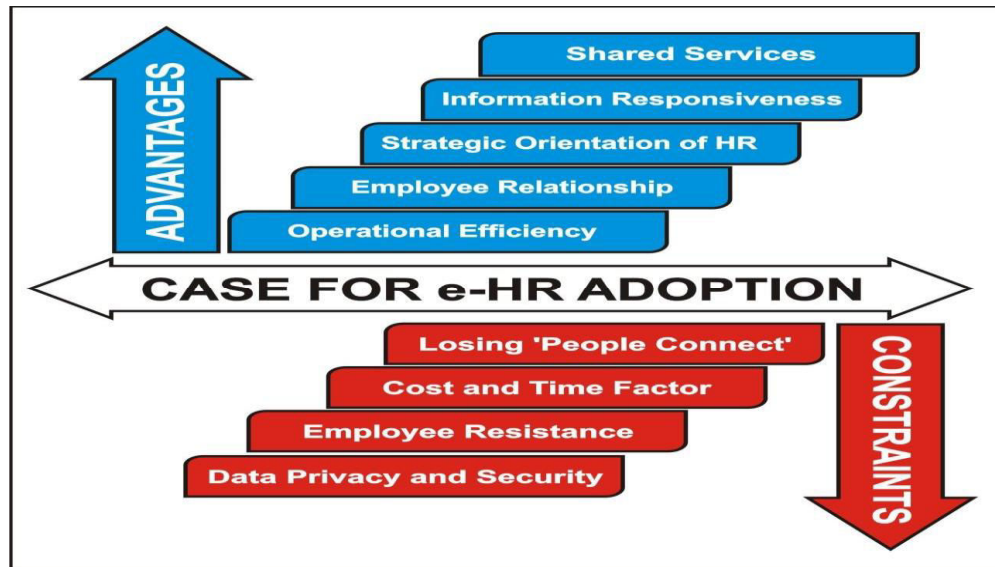 ADVANTAGES
Shared Services
Information Responsiveness
Strategic Orientation of HR
Employee Relationship
Operational Efficiency
CASE FOR e-HR ADOPTION
Losing 'People Connect'
Cost and Time Factor
Employee Resistance
Data Privacy and Security
CONSTRAINTS